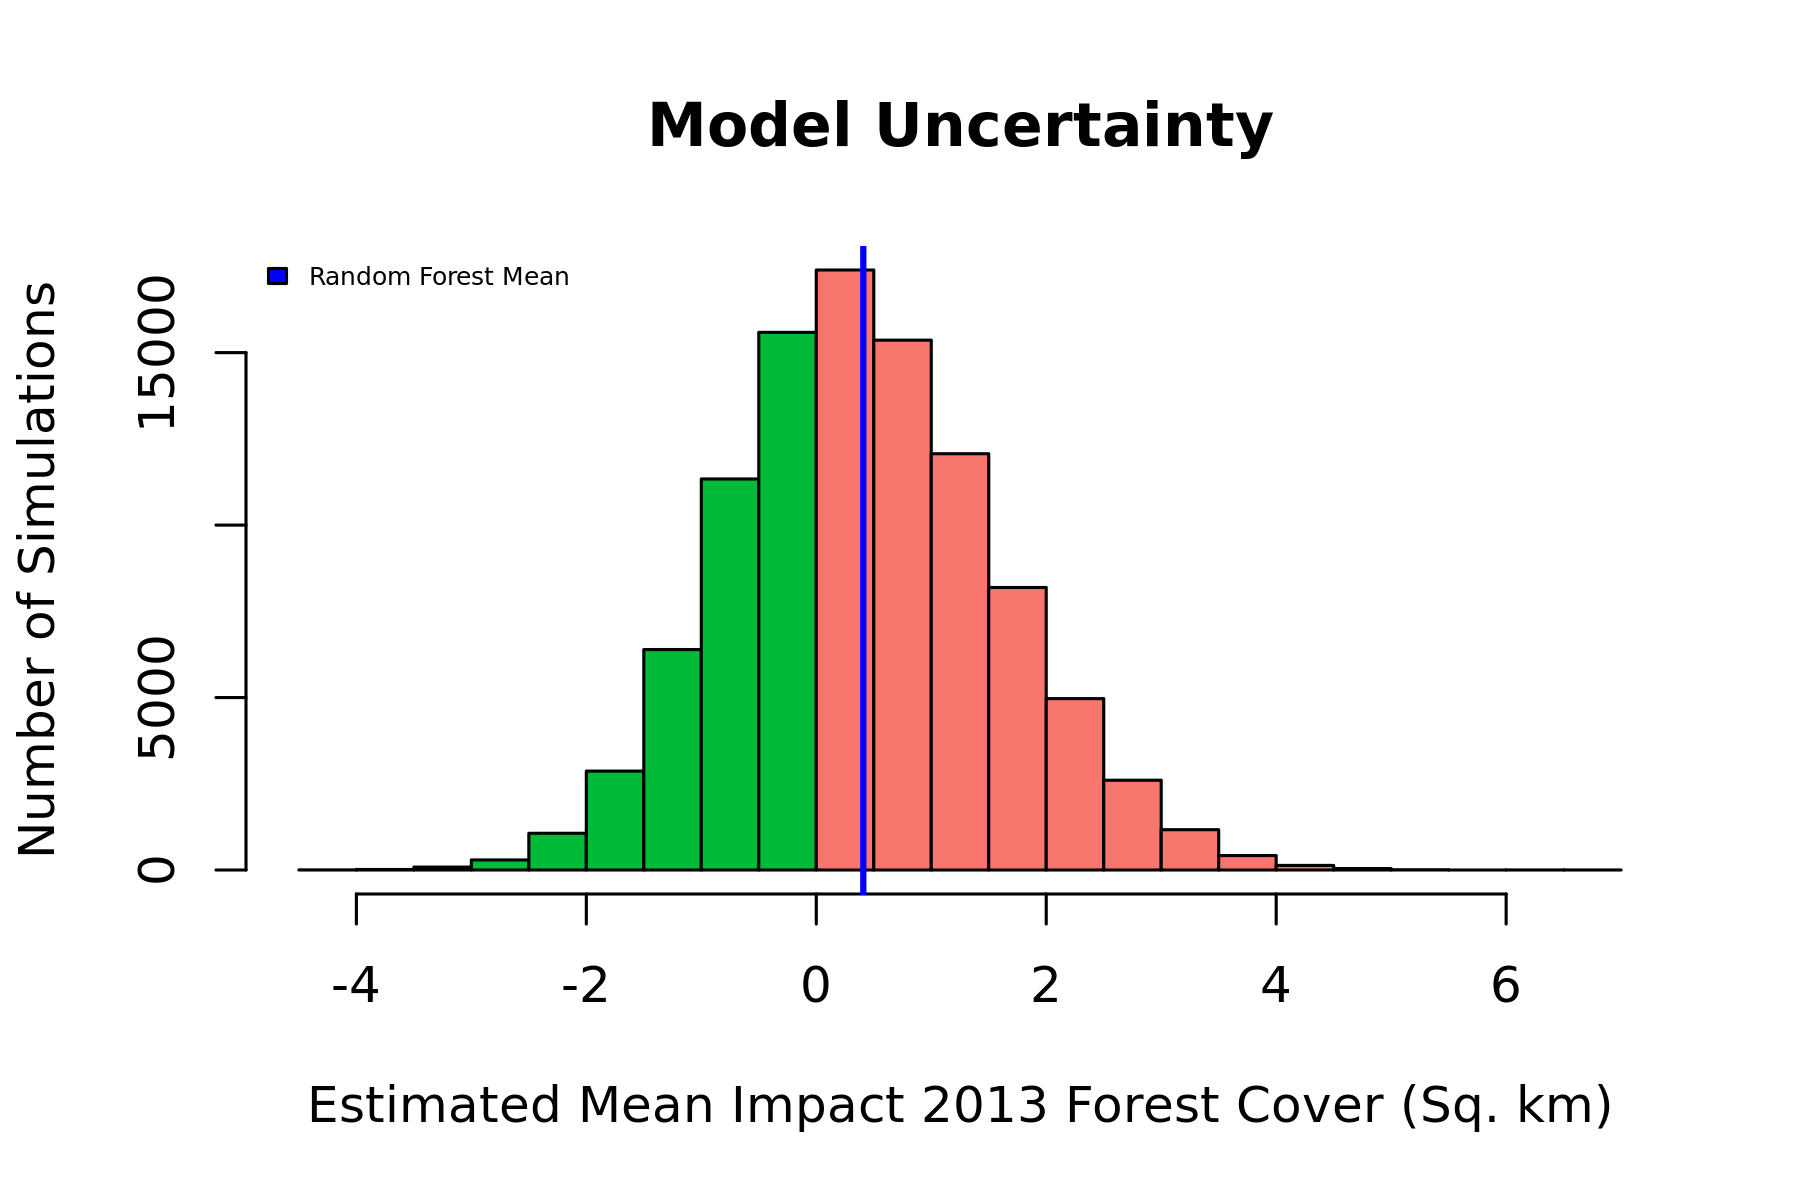 Model Uncertainty
Random Forest Mean
Number of Simulations
15000
5000
0
-4 -2 0 2 4 6
Estimated Mean Impact 2013 Forest Cover (Sq. km)